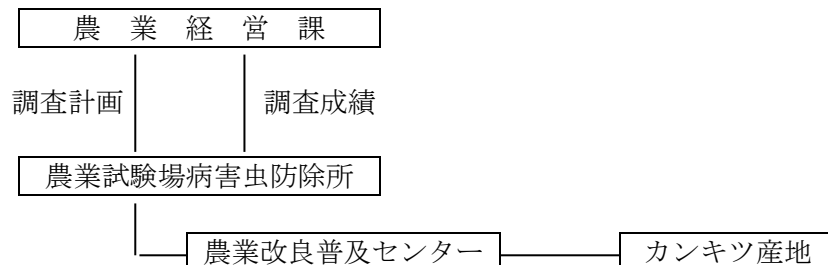 農業経営課
調査計画
調査成績
農業試験場病害虫防除所
農業改良普及センター
カンキツ産地